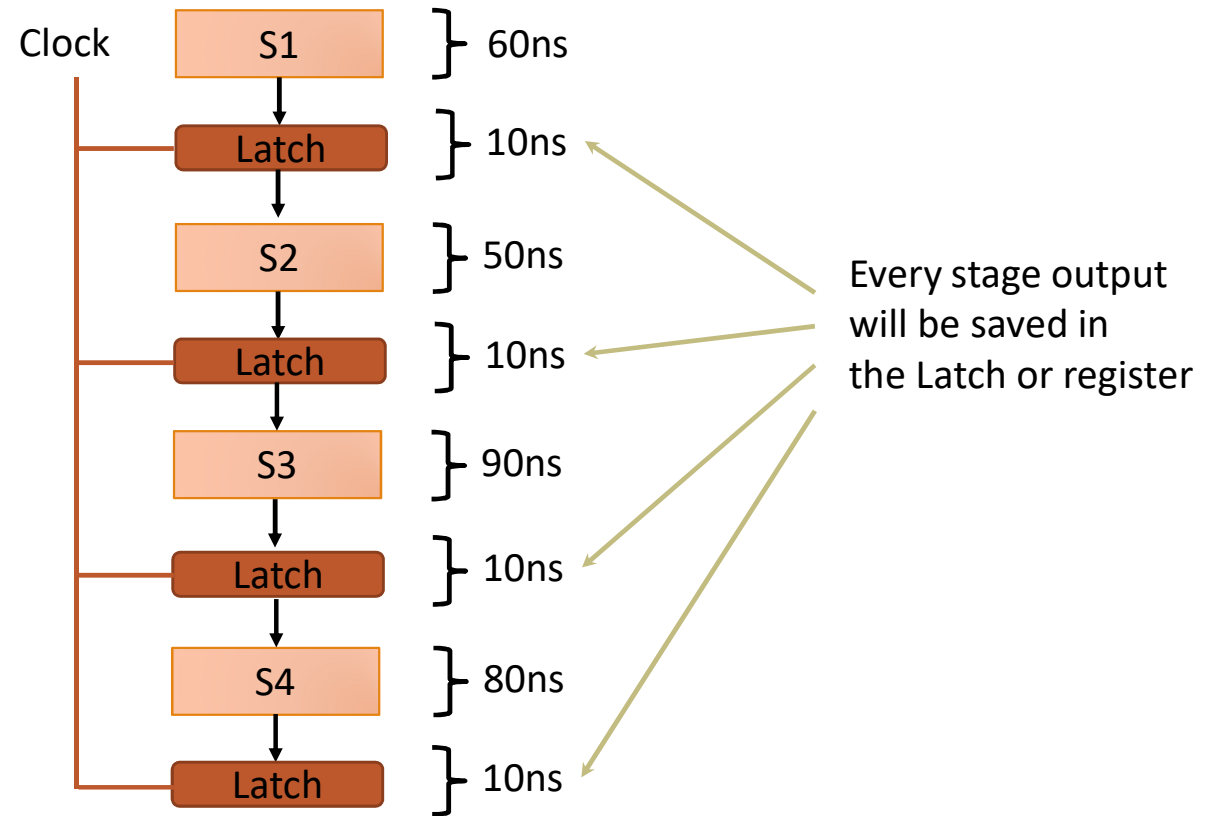 Clock
S1
60ns
Latch
10ns
S2
50ns
Every stage output
will be saved in
the Latch or register
Latch
10ns
S3
90ns
Latch
10ns
S4
80ns
Latch
10ns